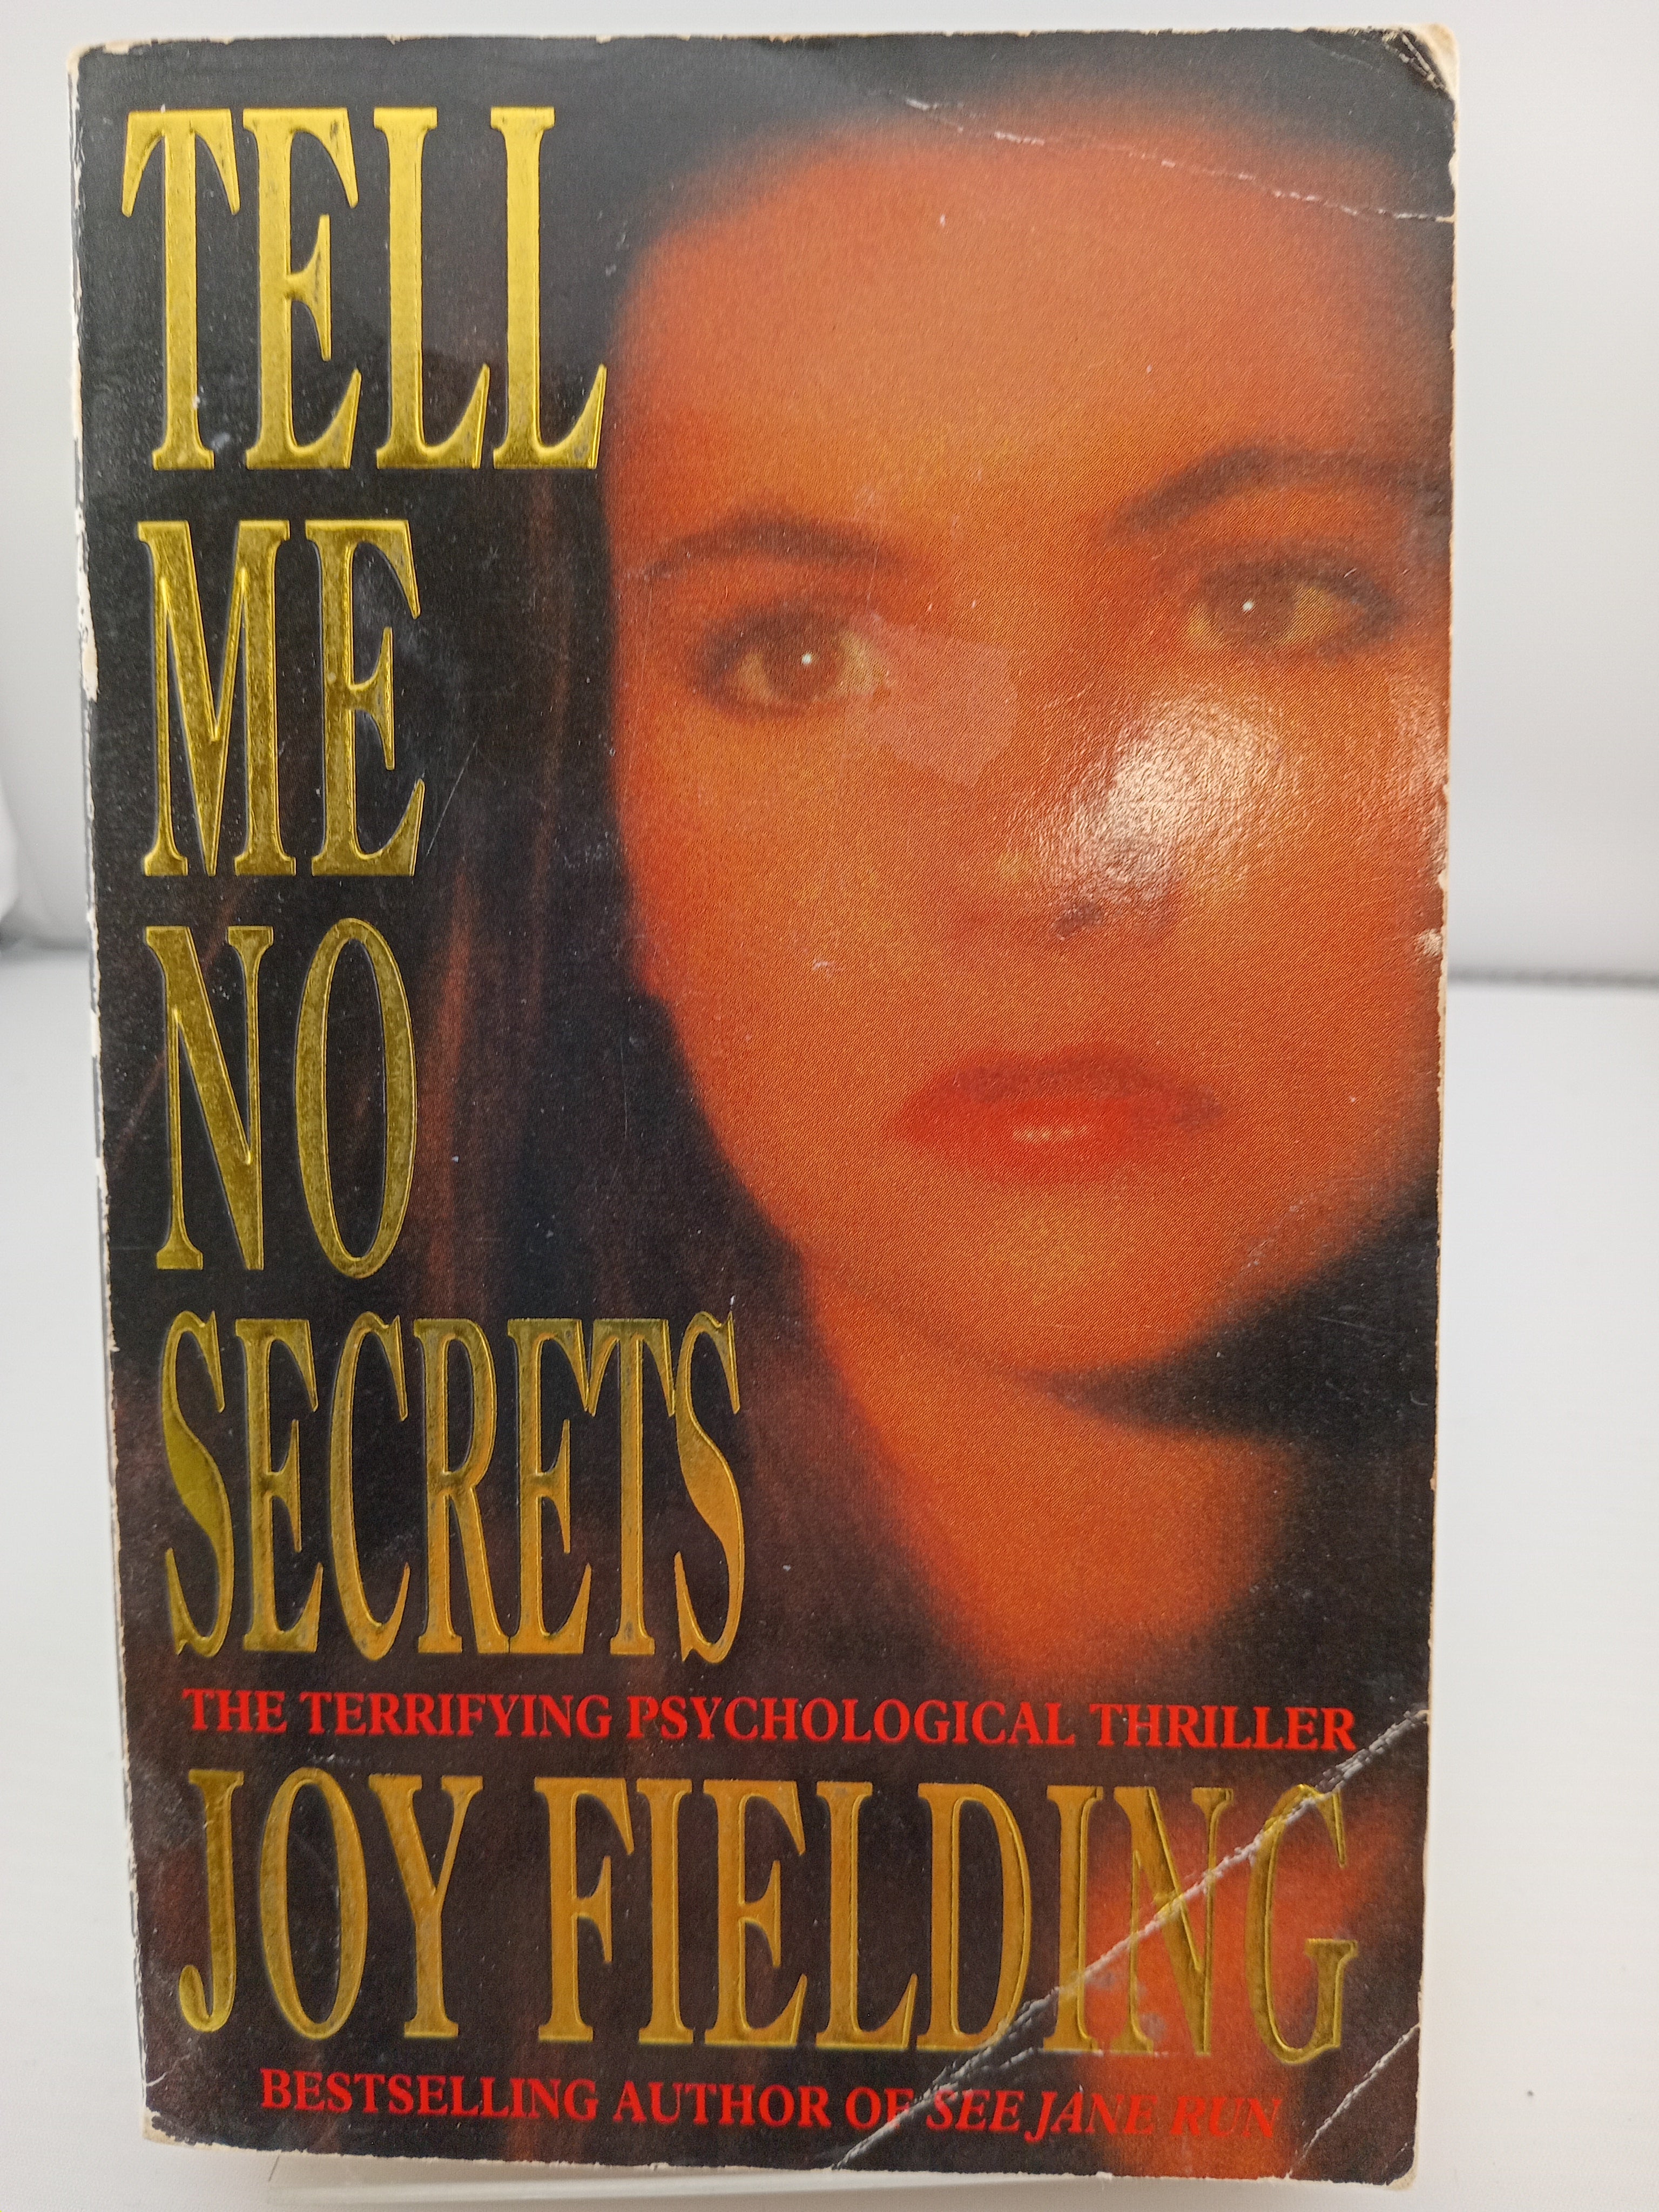 TELL
ME
NO
SECRETS
THE TERRIFYING PSYCHOLOGICAL THRILLER
JOY FIELDING
BESTSELLING AUTHOR OF SEE JANE RUN